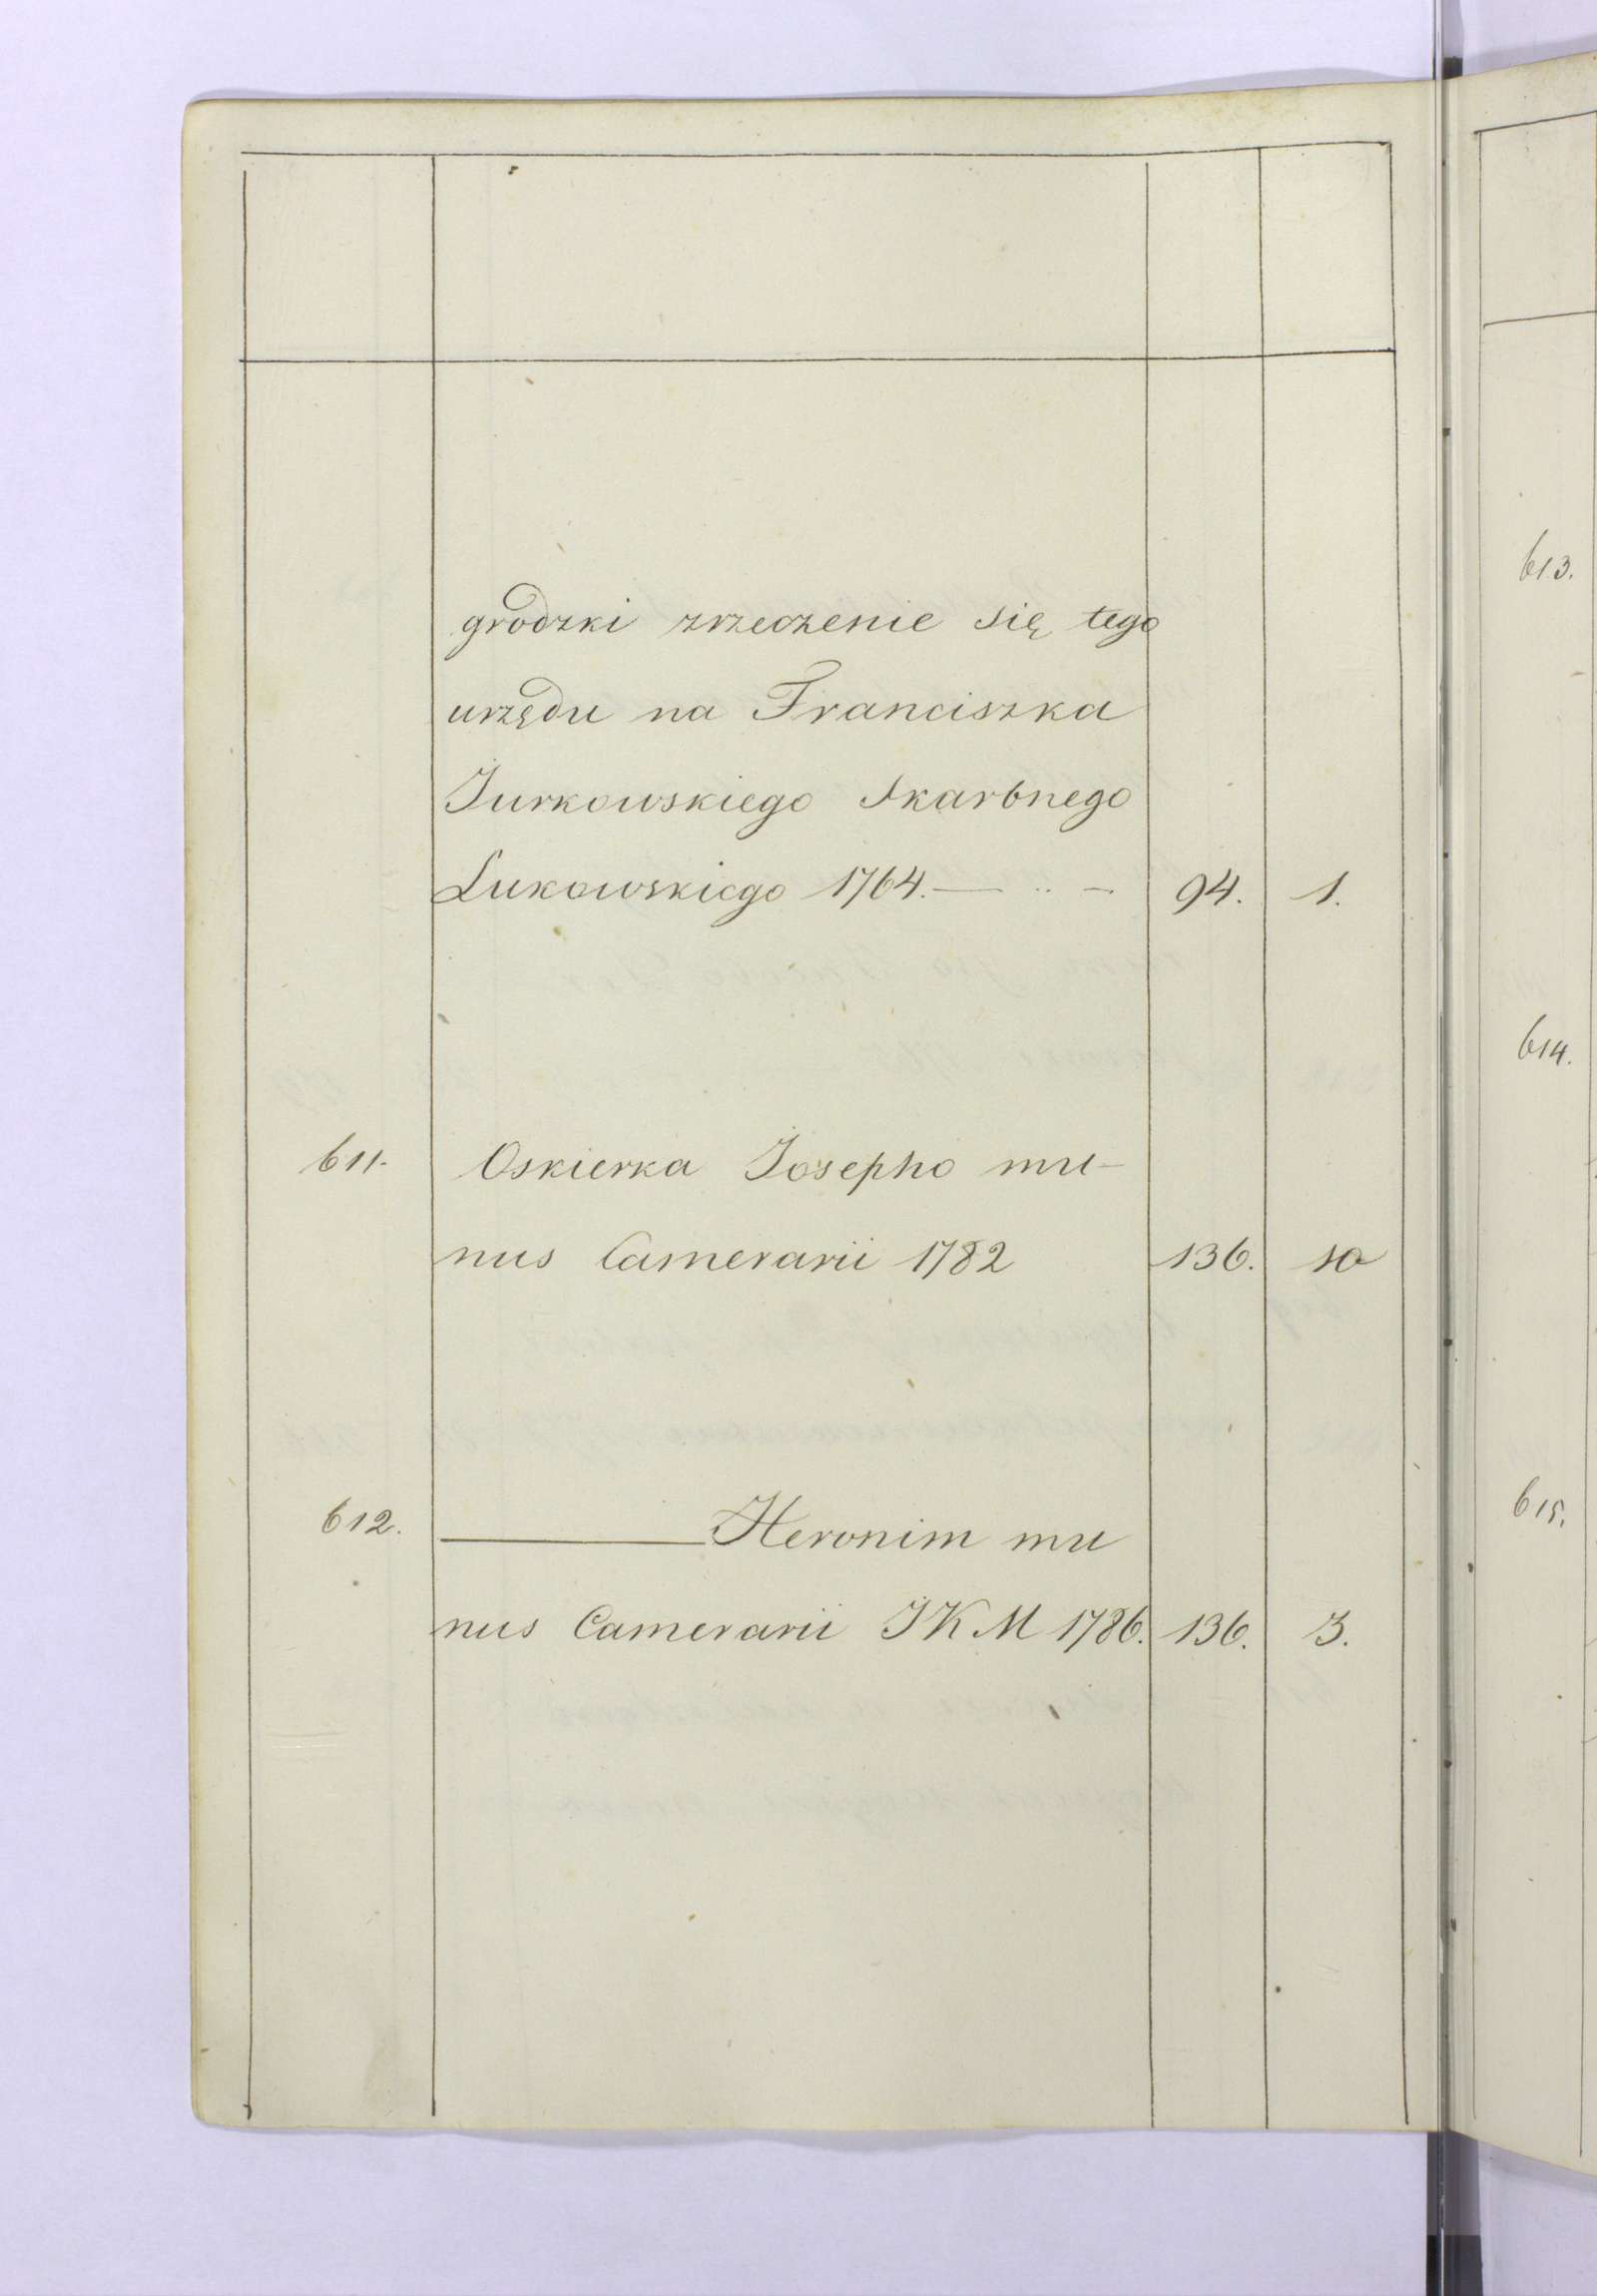 grodzki zrzeczenie się tego
urzędu na Franciszka
Jurkowskiego Skarbnego
Lukowskiego 1764. — .. — 94. 1.
611. Oskierka Josepho mu-
nus Camerarii 1782 136. 10
612. ——— Heronim mu
nus Camerarii JKM 1786. 136. 3.
613.
614.
615.